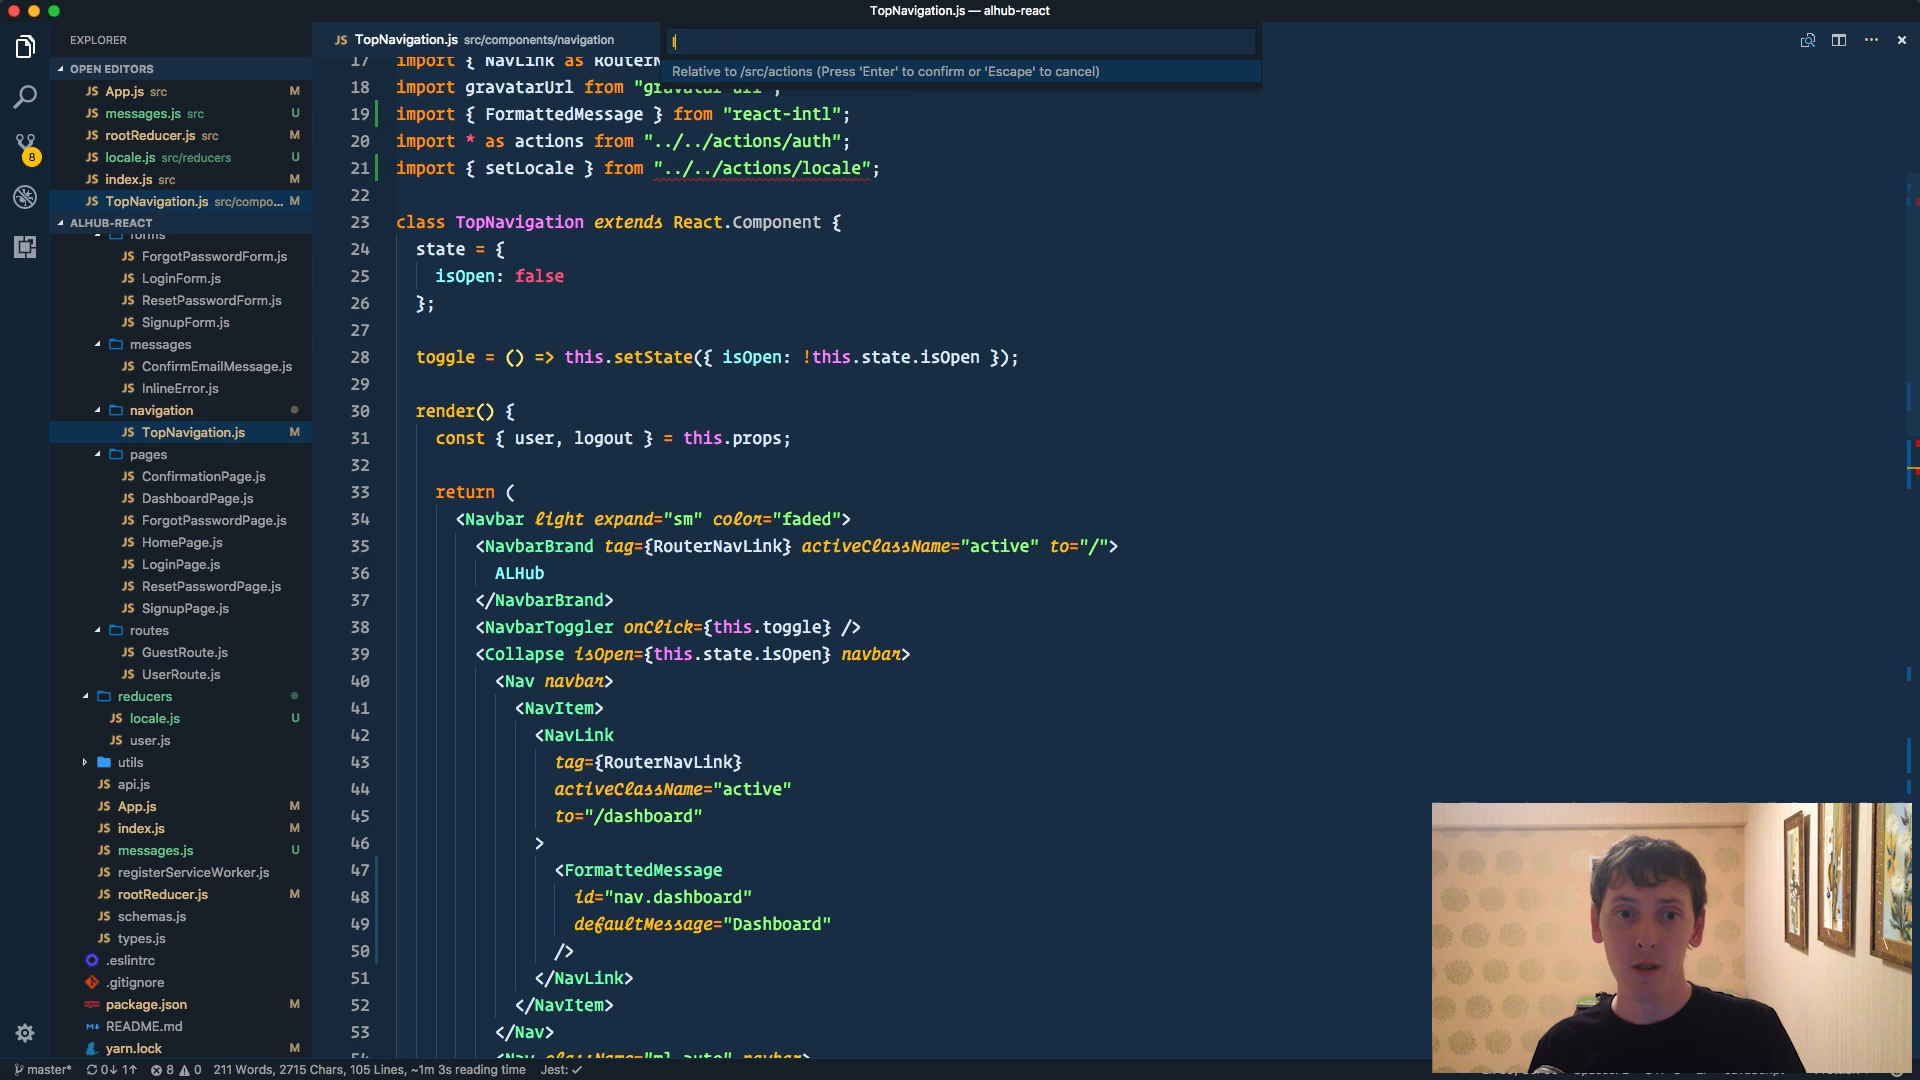 TopNavigation.js — alhub-react
EXPLORER
OPEN EDITORS
JS App.js src M
JS messages.js src U
JS rootReducer.js src M
JS locale.js src/reducers U
JS index.js src M
JS TopNavigation.js src/compo... M
ALHUB-REACT
forms
JS ForgotPasswordForm.js
JS LoginForm.js
JS ResetPasswordForm.js
JS SignupForm.js
messages
JS ConfirmEmailMessage.js
JS InlineError.js
navigation
JS TopNavigation.js M
pages
JS ConfirmationPage.js
JS DashboardPage.js
JS ForgotPasswordPage.js
JS HomePage.js
JS LoginPage.js
JS ResetPasswordPage.js
JS SignupPage.js
routes
JS GuestRoute.js
JS UserRoute.js
reducers
JS locale.js U
JS user.js
utils
JS api.js
JS App.js M
JS index.js M
JS messages.js U
JS registerServiceWorker.js
JS rootReducer.js M
JS schemas.js
JS types.js
.eslintrc
.gitignore
package.json M
README.md
yarn.lock M
8
JS TopNavigation.js src/components/navigation
Relative to /src/actions (Press 'Enter' to confirm or 'Escape' to cancel)
17 import { NavLink as RouterN
18 import gravatarUrl from "gravatar-url";
19 import { FormattedMessage } from "react-intl";
20 import * as actions from "../../actions/auth";
21 import { setLocale } from "../../actions/locale";
22
23 class TopNavigation extends React.Component {
24 state = {
25 isOpen: false
26 };
27
28 toggle = () => this.setState({ isOpen: !this.state.isOpen });
29
30 render() {
31 const { user, logout } = this.props;
32
33 return (
34 <Navbar light expand="sm" color="faded">
35 <NavbarBrand tag={RouterNavLink} activeClassName="active" to="/">
36 ALHub
37 </NavbarBrand>
38 <NavbarToggler onClick={this.toggle} />
39 <Collapse isOpen={this.state.isOpen} navbar>
40 <Nav navbar>
41 <NavItem>
42 <NavLink
43 tag={RouterNavLink}
44 activeClassName="active"
45 to="/dashboard"
46 >
47 <FormattedMessage
48 id="nav.dashboard"
49 defaultMessage="Dashboard"
50 />
51 </NavLink>
52 </NavItem>
53 </Nav>
54 <Nav className="ml-auto" navbar>
master* 0↓ 1↑ 8 0 211 Words, 2715 Chars, 105 Lines, ~1m 3s reading time Jest: ✓